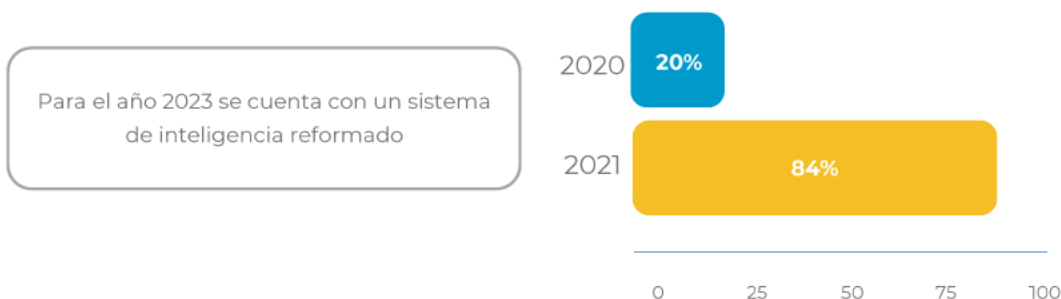 Para el año 2023 se cuenta con un sistema
de inteligencia reformado
2020
20%
2021
84%
0 25 50 75 100